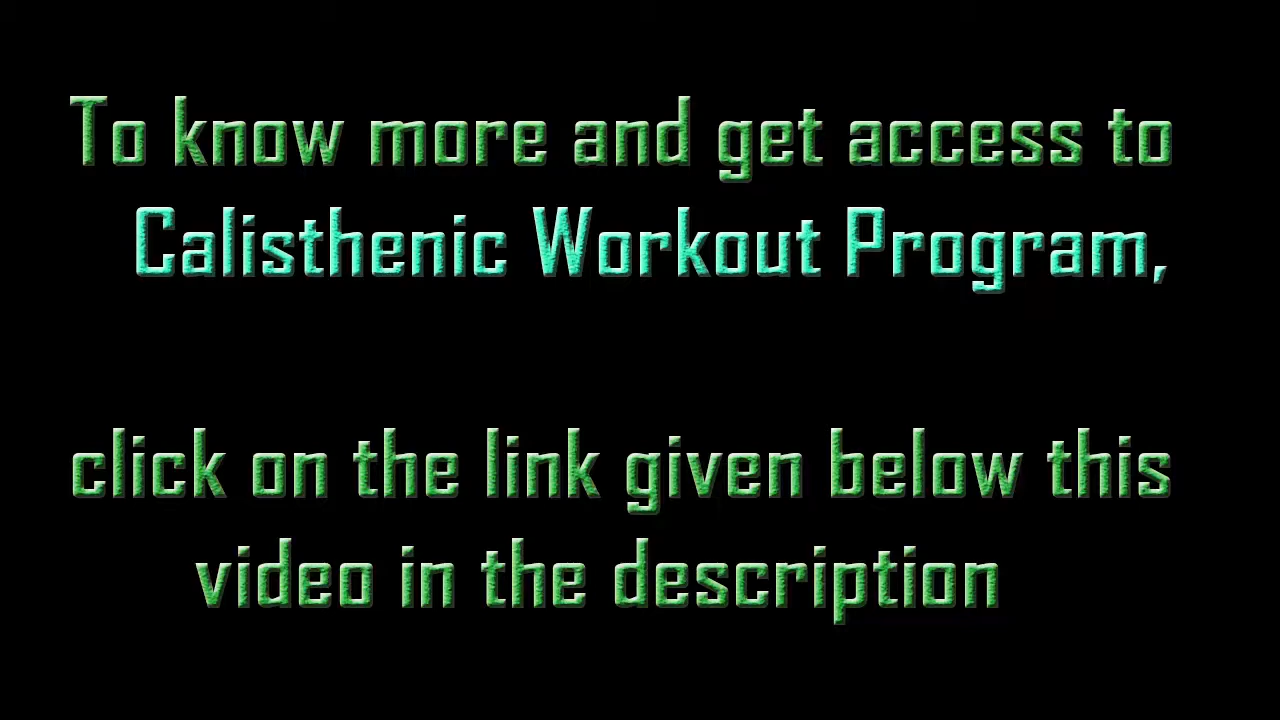 To know more and get access to
Calisthenic Workout Program,
click on the link given below this
video in the description